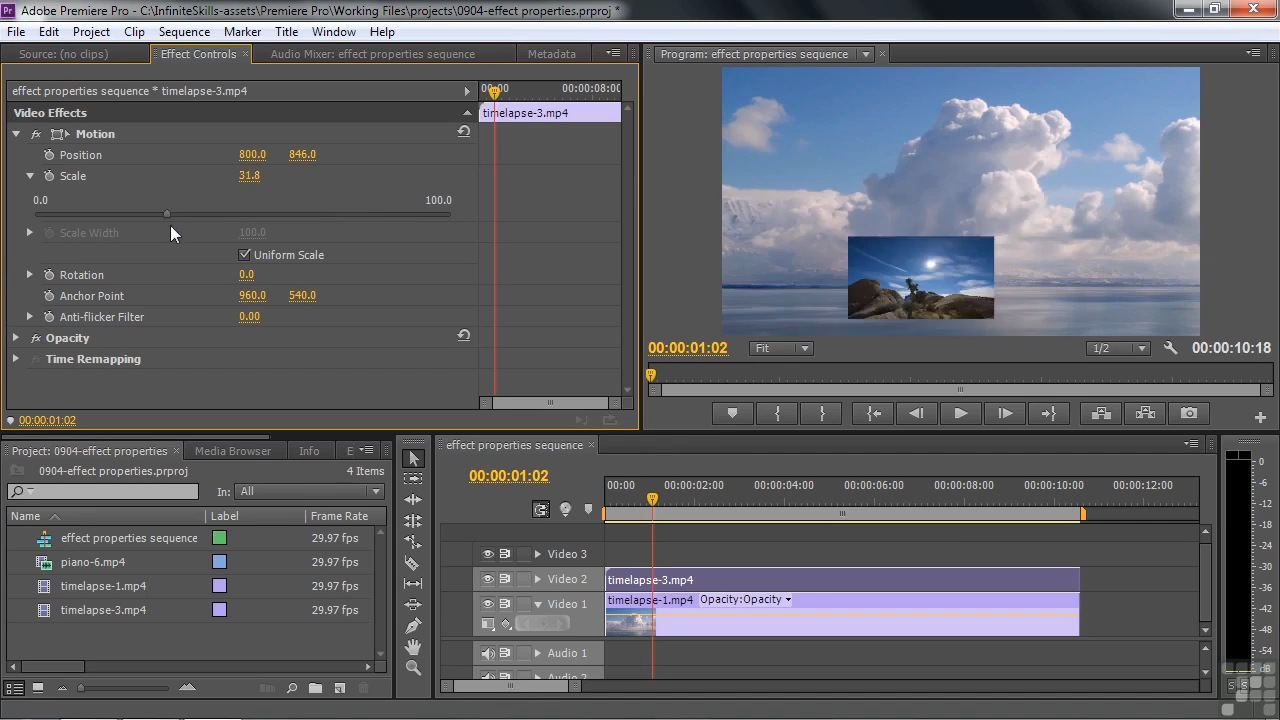 Pr Adobe Premiere Pro - C:\InfiniteSkills-assets\Premiere Pro\Working Files\projects\0904-effect properties.prproj *
File Edit Project Clip Sequence Marker Title Window Help
Source: (no clips) Effect Controls × Audio Mixer: effect properties sequence Metadata
effect properties sequence * timelapse-3.mp4
00:00 00:00:08:00
Video Effects
timelapse-3.mp4
fx Motion
Position 800.0 846.0
Scale 31.8
0.0 100.0
Scale Width 100.0
Uniform Scale
Rotation 0.0
Anchor Point 960.0 540.0
Anti-flicker Filter 0.00
fx Opacity
fx Time Remapping
00:00:01:02
Program: effect properties sequence ×
00:00:01:02 Fit 1/2 00:00:10:18
Project: 0904-effect properties × Media Browser Info E
0904-effect properties.prproj 4 Items
In: All
Name Label Frame Rate
effect properties sequence 29.97 fps
piano-6.mp4 29.97 fps
timelapse-1.mp4 29.97 fps
timelapse-3.mp4 29.97 fps
effect properties sequence ×
00:00:01:02
00:00 00:00:02:00 00:00:04:00 00:00:06:00 00:00:08:00 00:00:10:00 00:00:12:00
Video 3
Video 2 timelapse-3.mp4
Video 1 timelapse-1.mp4 Opacity:Opacity
Audio 1
0
-6
-12
-18
-24
-30
-36
-42
-48
-54
dB
S S